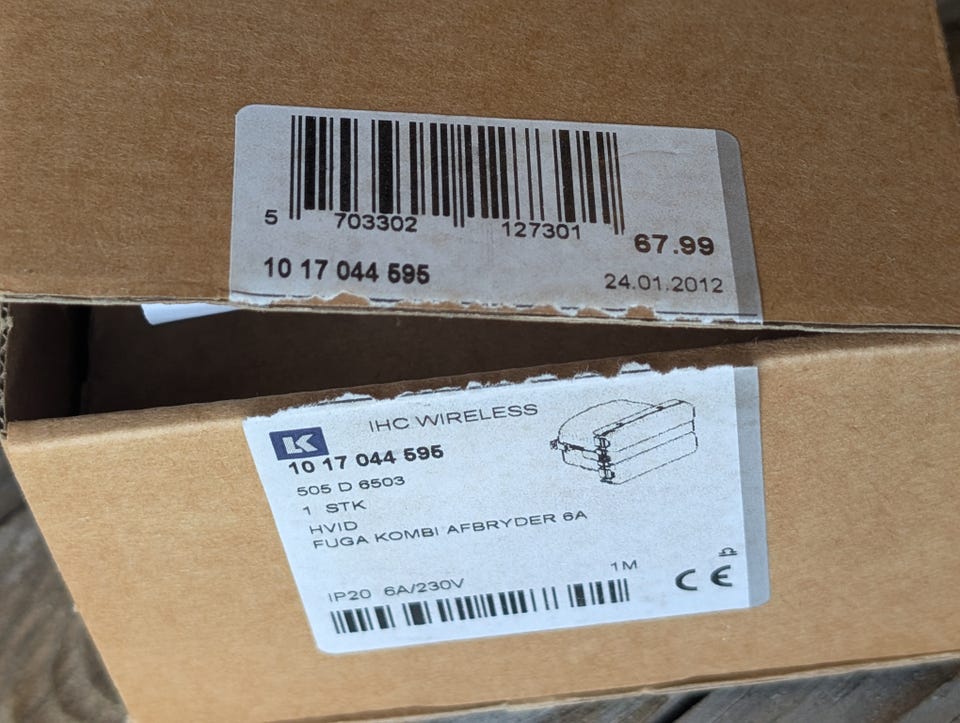 5 703302 127301
67.99
10 17 044 595
24.01.2012
LK
IHC WIRELESS
10 17 044 595
505 D 6503
1 STK
HVID
FUGA KOMBI AFBRYDER 6A
1M
IP20 6A/230V
CE